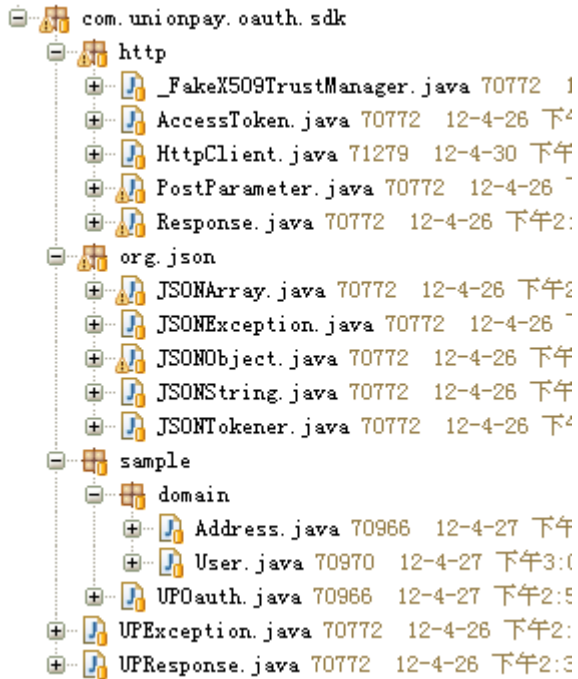 com.unionpay.oauth.sdk
http
_FakeX509TrustManager.java 70772
AccessToken.java 70772 12-4-26 下午
HttpClient.java 71279 12-4-30 下午
PostParameter.java 70772 12-4-26
Response.java 70772 12-4-26 下午2:
org.json
JSONArray.java 70772 12-4-26 下午2
JSONException.java 70772 12-4-26
JSONObject.java 70772 12-4-26 下午
JSONString.java 70772 12-4-26 下午
JSONTokener.java 70772 12-4-26 下午
sample
domain
Address.java 70966 12-4-27 下午
User.java 70970 12-4-27 下午3:0
UPOauth.java 70966 12-4-27 下午2:5
UPException.java 70772 12-4-26 下午2:
UPResponse.java 70772 12-4-26 下午2:3